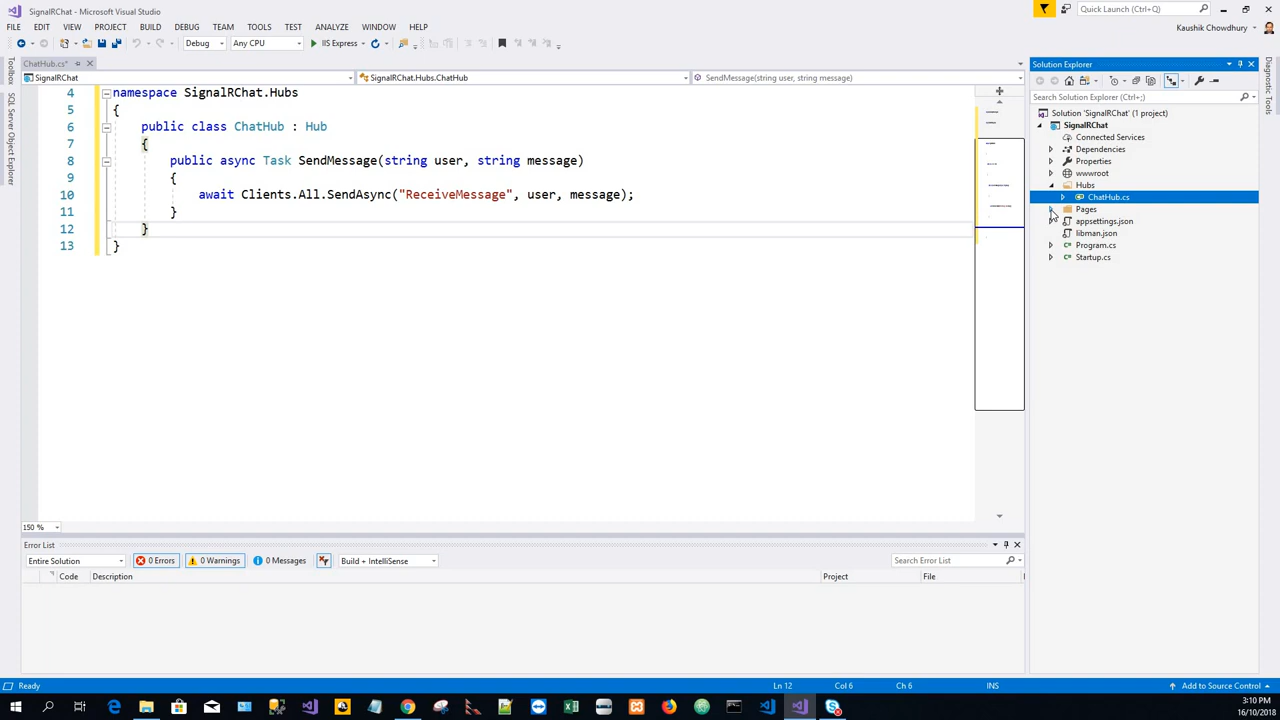 SignalRChat - Microsoft Visual Studio
Quick Launch (Ctrl+Q)
FILE EDIT VIEW PROJECT BUILD DEBUG TEAM TOOLS TEST ANALYZE WINDOW HELP
Kaushik Chowdhury
Debug Any CPU IIS Express
Toolbox
SQL Server Object Explorer
ChatHub.cs*
SignalRChat SignalRChat.Hubs.ChatHub SendMessage(string user, string message)
4 namespace SignalRChat.Hubs
5 {
6 public class ChatHub : Hub
7 {
8 public async Task SendMessage(string user, string message)
9 {
10 await Clients.All.SendAsync("ReceiveMessage", user, message);
11 }
12 }
13 }
150 %
Solution Explorer
Search Solution Explorer (Ctrl+;)
Solution 'SignalRChat' (1 project)
SignalRChat
Connected Services
Dependencies
Properties
wwwroot
Hubs
ChatHub.cs
Pages
appsettings.json
libman.json
Program.cs
Startup.cs
Diagnostic Tools
Error List
Entire Solution 0 Errors 0 Warnings 0 Messages Build + IntelliSense Search Error List
Code Description Project File
Ready Ln 12 Col 6 Ch 6 INS Add to Source Control
3:10 PM
16/10/2018